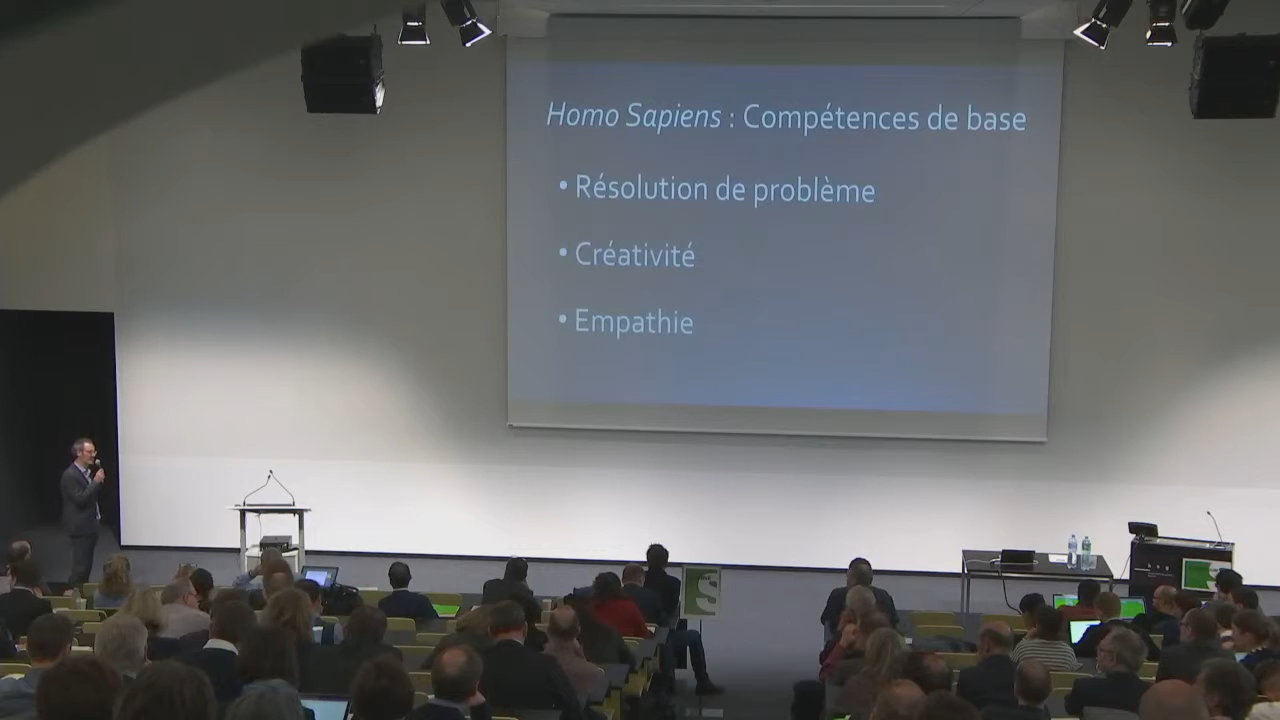 Homo Sapiens : Compétences de base
• Résolution de problème
• Créativité
• Empathie
S